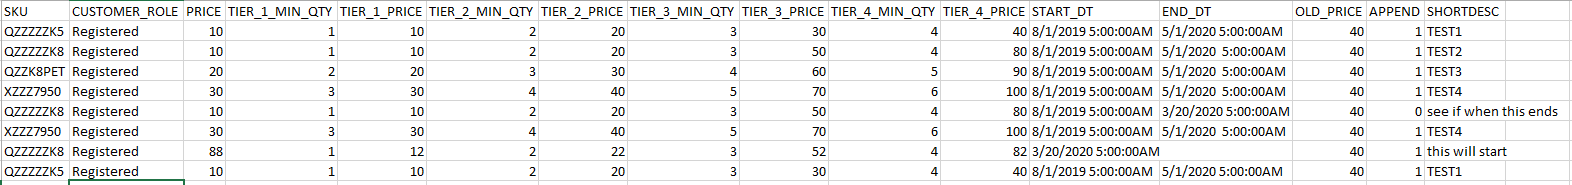 SKU CUSTOMER_ROLE PRICE TIER_1_MIN_QTY TIER_1_PRICE TIER_2_MIN_QTY TIER_2_PRICE TIER_3_MIN_QTY TIER_3_PRICE TIER_4_MIN_QTY TIER_4_PRICE START_DT END_DT OLD_PRICE APPEND SHORTDESC
QZZZZZK5 Registered 10 1 10 2 20 3 30 4 40 8/1/2019 5:00:00AM 5/1/2020 5:00:00AM 40 1 TEST1
QZZZZZK8 Registered 10 1 10 2 20 3 50 4 80 8/1/2019 5:00:00AM 5/1/2020 5:00:00AM 40 1 TEST2
QZZK8PET Registered 20 2 20 3 30 4 60 5 90 8/1/2019 5:00:00AM 5/1/2020 5:00:00AM 40 1 TEST3
XZZZ7950 Registered 30 3 30 4 40 5 70 6 100 8/1/2019 5:00:00AM 5/1/2020 5:00:00AM 40 1 TEST4
QZZZZZK8 Registered 10 1 10 2 20 3 50 4 80 8/1/2019 5:00:00AM 3/20/2020 5:00:00AM 40 0 see if when this ends
XZZZ7950 Registered 30 3 30 4 40 5 70 6 100 8/1/2019 5:00:00AM 5/1/2020 5:00:00AM 40 1 TEST4
QZZZZZK8 Registered 88 1 12 2 22 3 52 4 82 3/20/2020 5:00:00AM 40 1 this will start
QZZZZZK5 Registered 10 1 10 2 20 3 30 4 40 8/1/2019 5:00:00AM 5/1/2020 5:00:00AM 40 1 TEST1